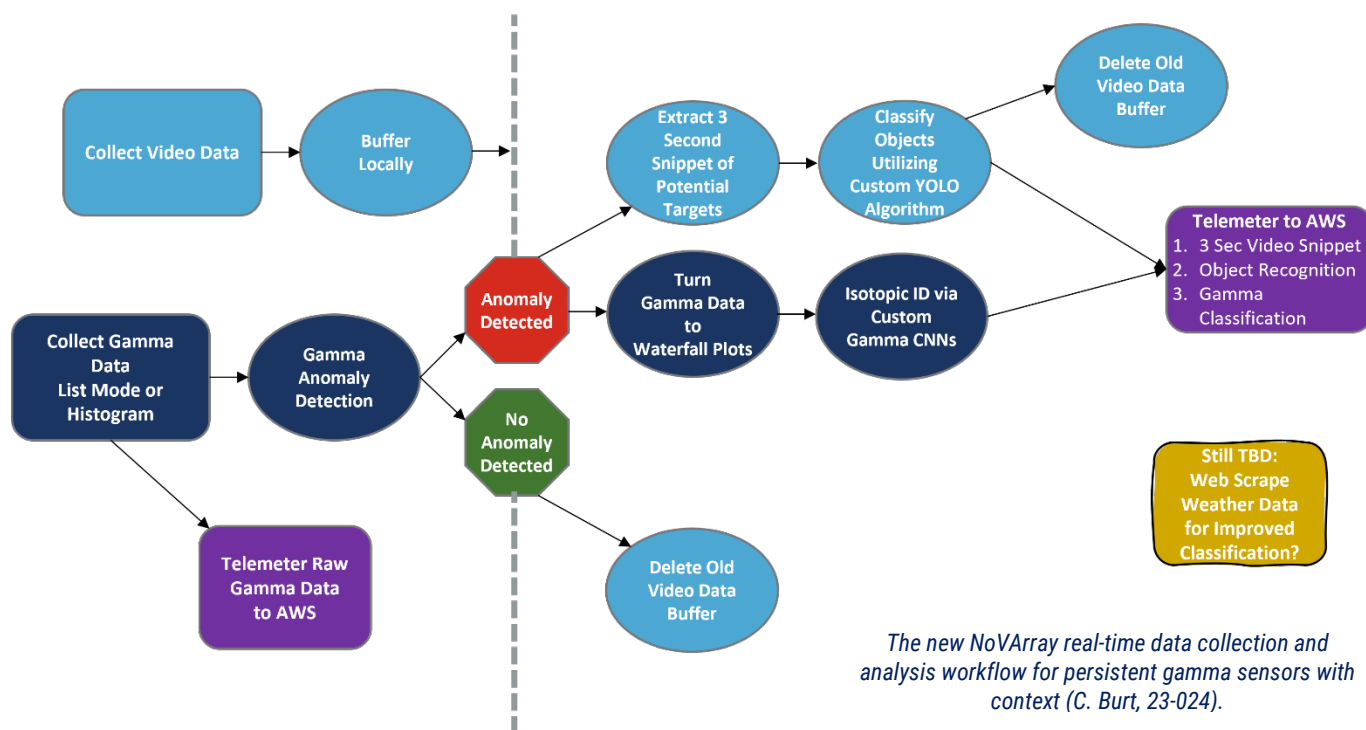 Collect Video Data
Buffer
Locally
Extract 3
Second
Snippet of
Potential
Targets
Classify
Objects
Utilizing
Custom YOLO
Algorithm
Delete Old
Video Data
Buffer
Telemeter to AWS
1. 3 Sec Video Snippet
2. Object Recognition
3. Gamma
Classification
Collect Gamma
Data
List Mode or
Histogram
Gamma
Anomaly
Detection
Anomaly
Detected
Turn
Gamma Data
to
Waterfall Plots
Isotopic ID via
Custom
Gamma CNNs
No
Anomaly
Detected
Telemeter Raw
Gamma Data
to AWS
Delete Old
Video Data
Buffer
Still TBD:
Web Scrape
Weather Data
for Improved
Classification?
The new NoVArray real-time data collection and
analysis workflow for persistent gamma sensors with
context (C. Burt, 23-024).